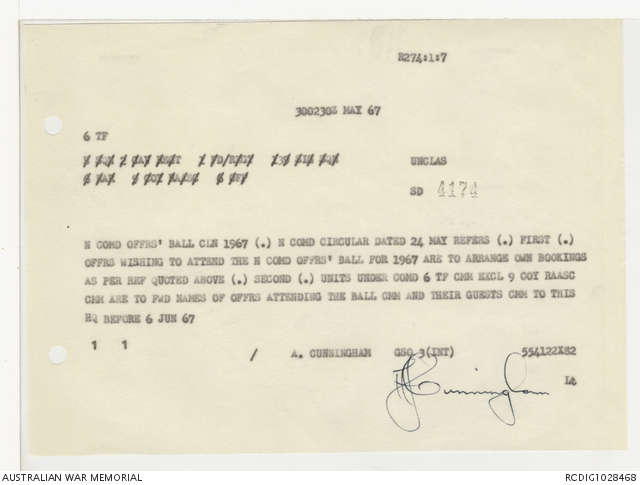 R274:1:7
300230Z MAY 67
6 TF
UNCLAS
SD 4174
N COMD OFFRS' BALL CLN 1967 (.) N COMD CIRCULAR DATED 24 MAY REFERS (.) FIRST (.)
OFFRS WISHING TO ATTEND THE N COMD OFFRS' BALL FOR 1967 ARE TO ARRANGE OWN BOOKINGS
AS PER REF QUOTED ABOVE (.) SECOND (.) UNITS UNDER COMD 6 TF CMM EXCL 9 COY RAASC
CMM ARE TO FWD NAMES OF OFFRS ATTENDING THE BALL CMM AND THEIR GUESTS CMM TO THIS
HQ BEFORE 6 JUN 67
1 1 / A. CUNNINGHAM GSO 3(INT) 554122X82
A Cunningham Lt
AUSTRALIAN WAR MEMORIAL RCDIG1028468